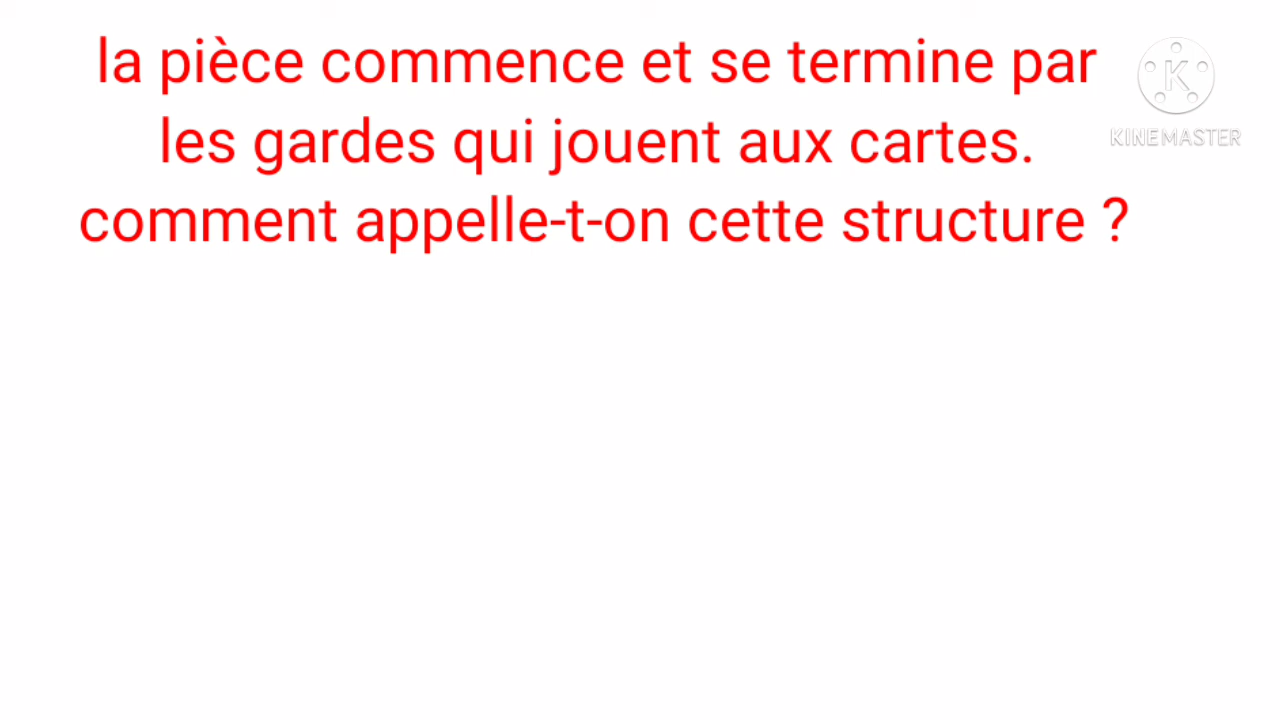 la pièce commence et se termine par
les gardes qui jouent aux cartes.
comment appelle-t-on cette structure ?
K
KINEMASTER